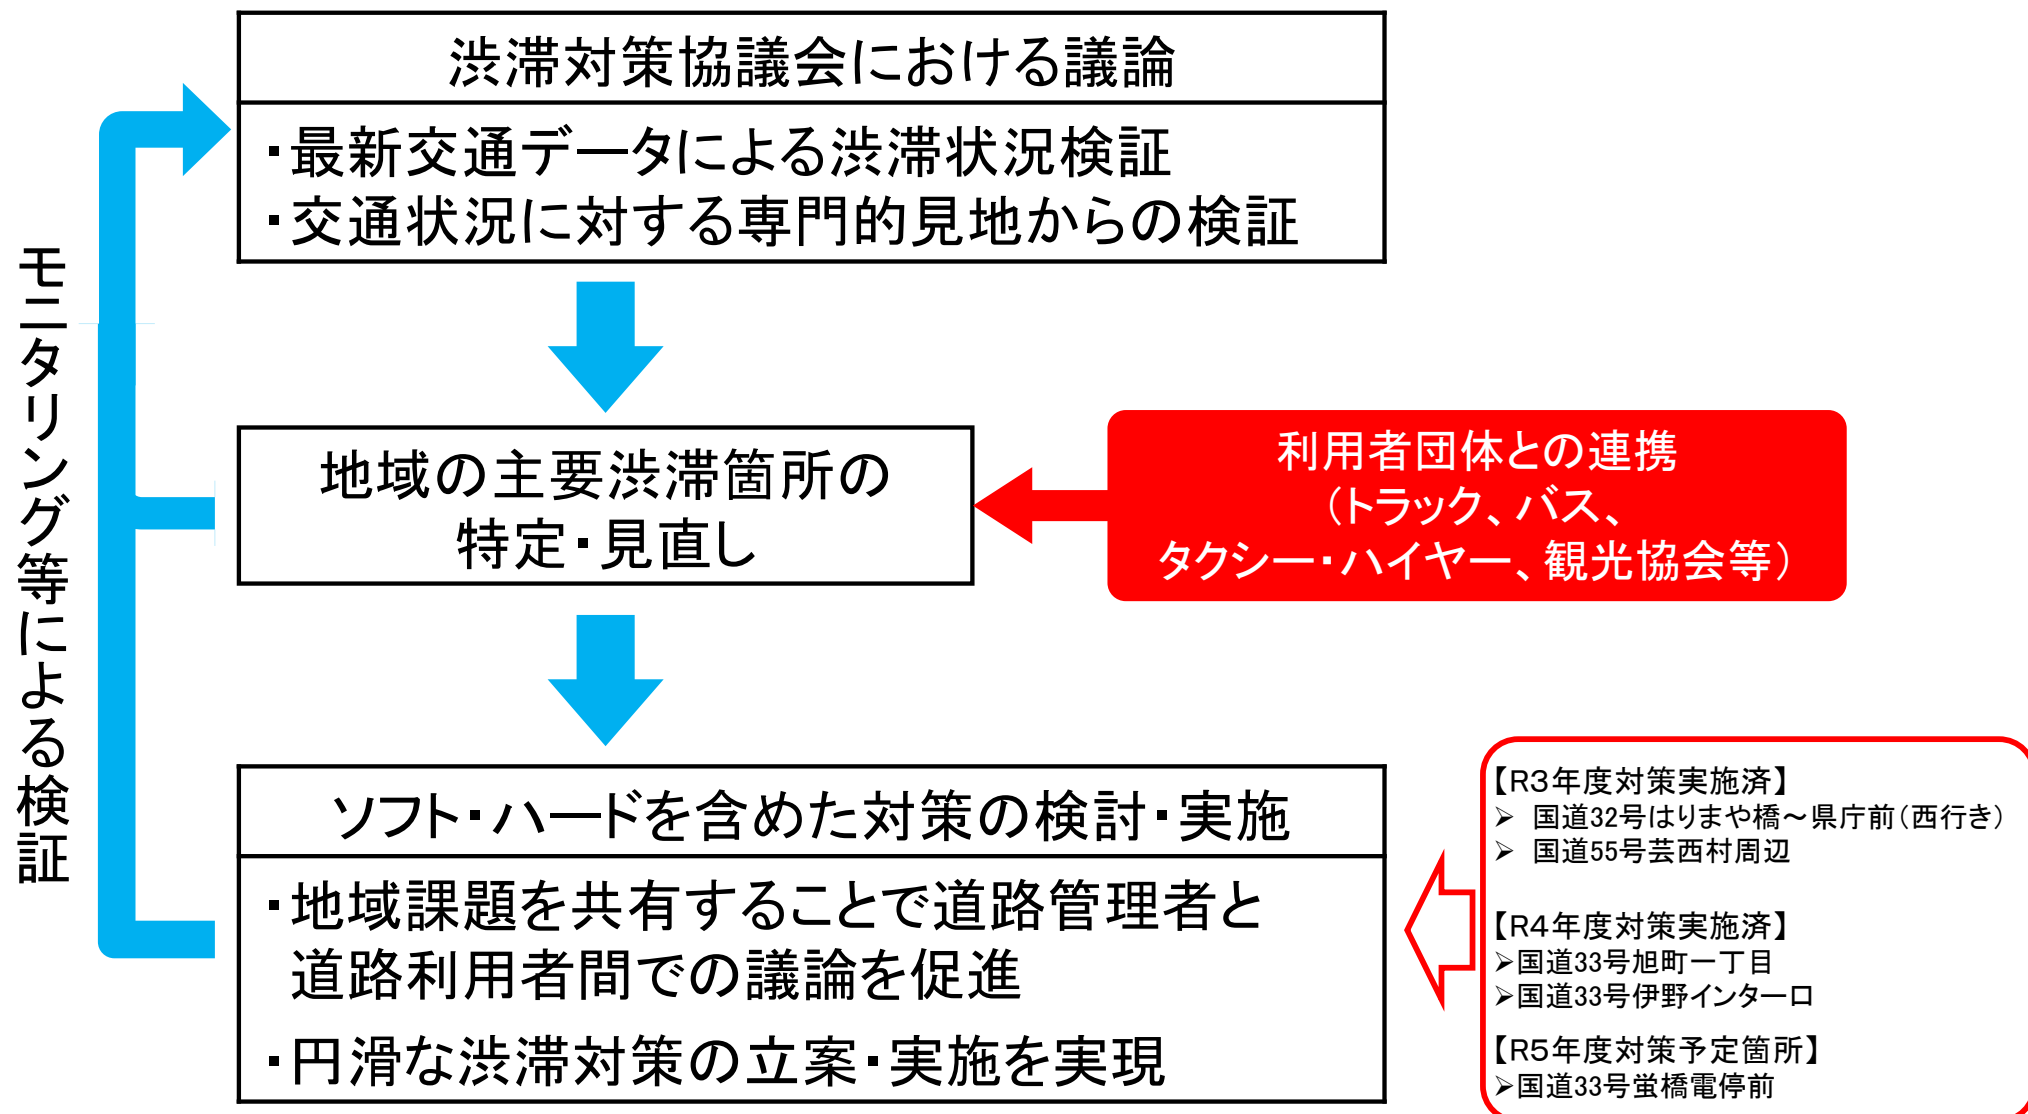 渋滞対策協議会における議論
・最新交通データによる渋滞状況検証
・交通状況に対する専門的見地からの検証
モニタリング等による検証
地域の主要渋滞箇所の
特定・見直し
利用者団体との連携
（トラック、バス、
タクシー・ハイヤー、観光協会等）
ソフト・ハードを含めた対策の検討・実施
・地域課題を共有することで道路管理者と
道路利用者間での議論を促進
・円滑な渋滞対策の立案・実施を実現
【R3年度対策実施済】
➢ 国道32号はりまや橋～県庁前（西行き）
➢ 国道55号芸西村周辺
【R4年度対策実施済】
➢国道33号旭町一丁目
➢国道33号伊野インター口
【R5年度対策予定箇所】
➢国道33号蛍橋電停前